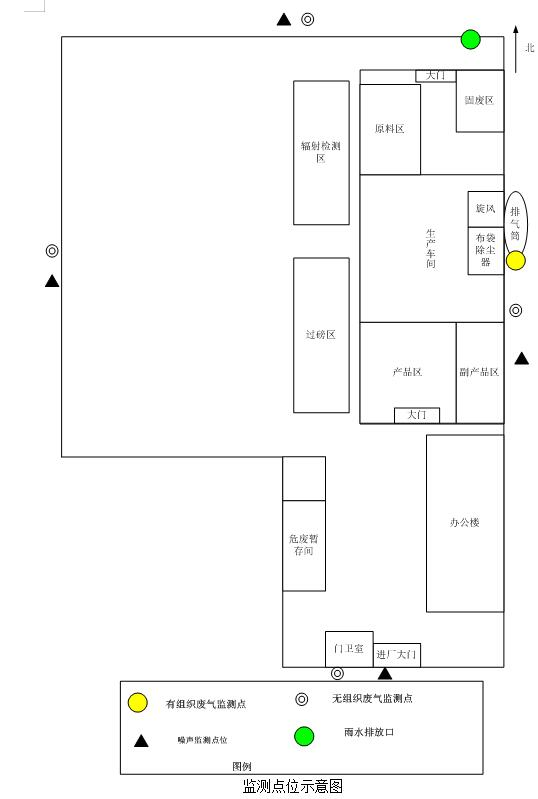 北
大门
固废区
原料区
辐射检测
区
旋风
排
气
筒
布袋
除尘
器
生
产
车
间
过磅区
产品区
副产品区
大门
办公楼
危废暂
存间
门卫室
进厂大门
有组织废气监测点
无组织废气监测点
噪声监测点位
雨水排放口
图例
监测点位示意图